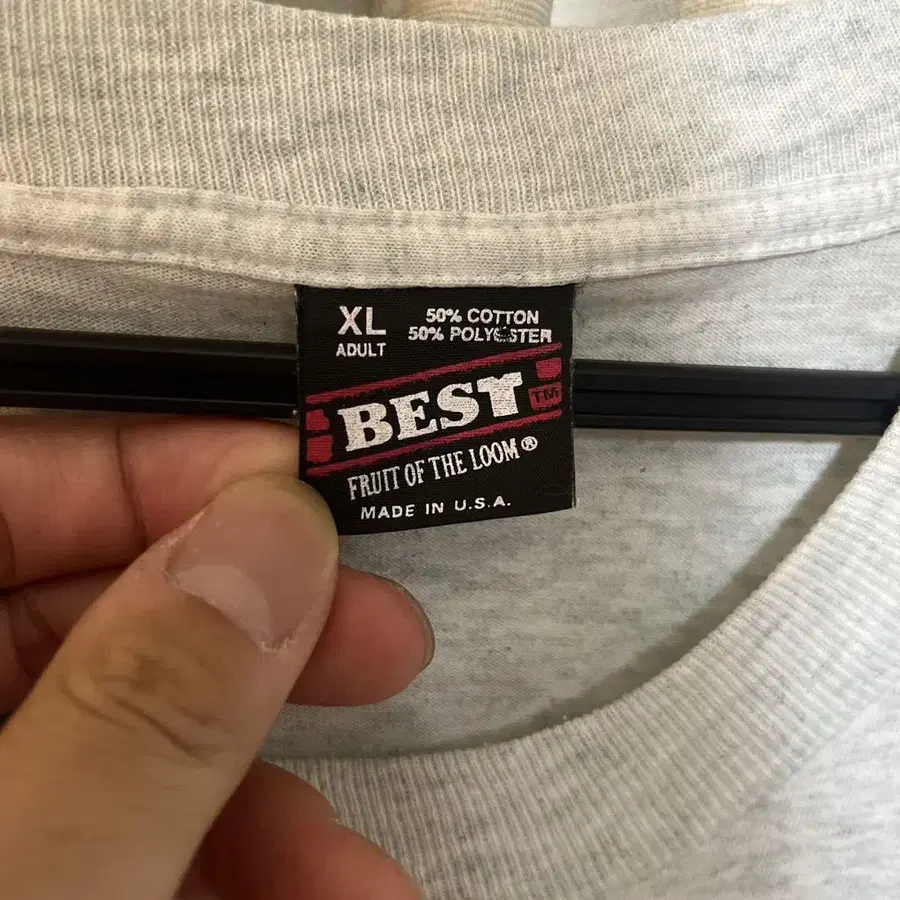 XL
ADULT
50% COTTON
50% POLYESTER
BEST
TM
FRUIT OF THE LOOM®
MADE IN U.S.A.